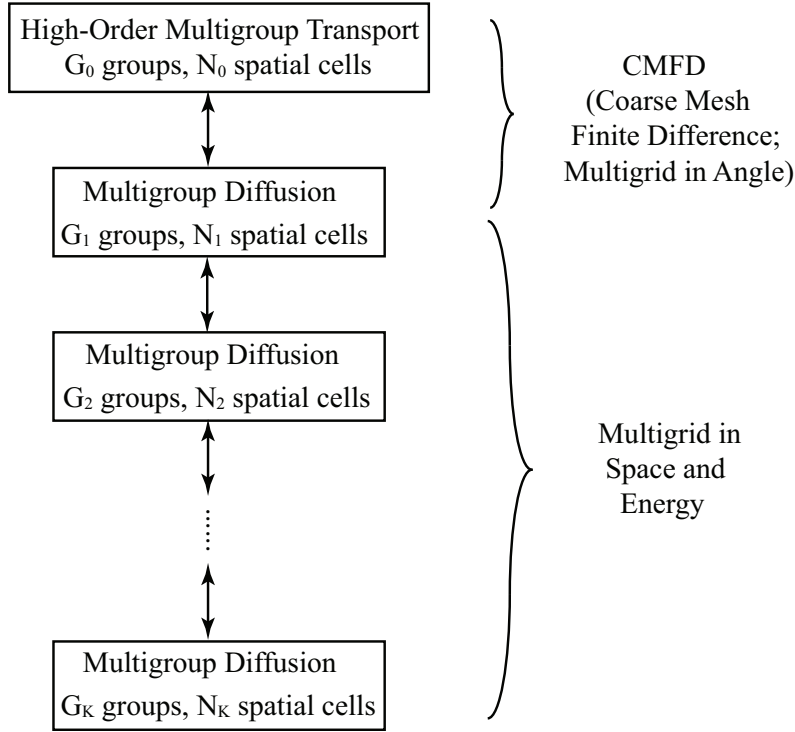 High-Order Multigroup Transport
G₀ groups, N₀ spatial cells
CMFD
(Coarse Mesh
Finite Difference;
Multigrid in Angle)
Multigroup Diffusion
G₁ groups, N₁ spatial cells
Multigroup Diffusion
G₂ groups, N₂ spatial cells
Multigrid in
Space and
Energy
......
Multigroup Diffusion
G_K groups, N_K spatial cells